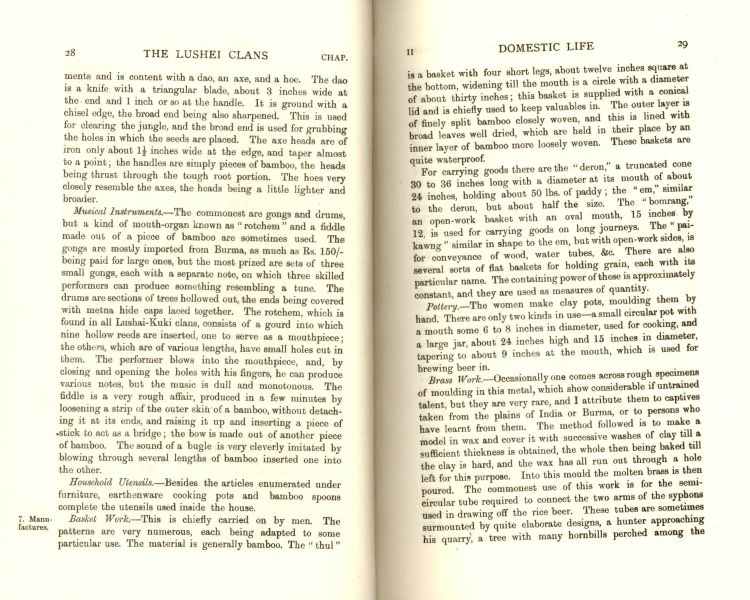 28 THE LUSHEI CLANS CHAP.
ments and is content with a dao, an axe, and a hoe. The dao
is a knife with a triangular blade, about 3 inches wide at
the end and 1 inch or so at the handle. It is ground with a
chisel edge, the broad end being also sharpened. This is used
for clearing the jungle, and the broad end is used for grubbing
the holes in which the seeds are placed. The axe heads are of
iron only about 1½ inches wide at the edge, and taper almost
to a point; the handles are simply pieces of bamboo, the heads
being thrust through the tough root portion. The hoes very
closely resemble the axes, the heads being a little lighter and
broader.
Musical Instruments.—The commonest are gongs and drums,
but a kind of mouth-organ known as "rotchem" and a fiddle
made out of a piece of bamboo are sometimes used. The
gongs are mostly imported from Burma, as much as Rs. 150/-
being paid for large ones, but the most prized are sets of three
small gongs, each with a separate note, on which three skilled
performers can produce something resembling a tune. The
drums are sections of trees hollowed out, the ends being covered
with metna hide caps laced together. The rotchem, which is
found in all Lushai-Kuki clans, consists of a gourd into which
nine hollow reeds are inserted, one to serve as a mouthpiece;
the others, which are of various lengths, have small holes cut in
them. The performer blows into the mouthpiece, and, by
closing and opening the holes with his fingers, he can produce
various notes, but the music is dull and monotonous. The
fiddle is a very rough affair, produced in a few minutes by
loosening a strip of the outer skin of a bamboo, without detach-
ing it at its ends, and raising it up and inserting a piece of
stick to act as a bridge; the bow is made out of another piece
of bamboo. The sound of a bugle is very cleverly imitated by
blowing through several lengths of bamboo inserted one into
the other.
Household Utensils.—Besides the articles enumerated under
furniture, earthenware cooking pots and bamboo spoons
complete the utensils used inside the house.
7. Manu-
factures.
Basket Work.—This is chiefly carried on by men. The
patterns are very numerous, each being adapted to some
particular use. The material is generally bamboo. The "thul"
II DOMESTIC LIFE 29
is a basket with four short legs, about twelve inches square at
the bottom, widening till the mouth is a circle with a diameter
of about thirty inches; this basket is supplied with a conical
lid and is chiefly used to keep valuables in. The outer layer is
of finely split bamboo closely woven, and this is lined with
broad leaves well dried, which are held in their place by an
inner layer of bamboo more loosely woven. These baskets are
quite waterproof.
For carrying goods there are the "deron," a truncated cone
30 to 36 inches long with a diameter at its mouth of about
24 inches, holding about 50 lbs. of paddy; the "em," similar
to the deron, but about half the size. The "bomrang,"
an open-work basket with an oval mouth, 15 inches by
12, is used for carrying goods on long journeys. The "pai-
kawng" similar in shape to the em, but with open-work sides, is
for conveyance of wood, water tubes, &c. There are also
several sorts of flat baskets for holding grain, each with its
particular name. The containing power of these is approximately
constant, and they are used as measures of quantity.
Pottery.—The women make clay pots, moulding them by
hand. There are only two kinds in use—a small circular pot with
a mouth some 6 to 8 inches in diameter, used for cooking, and
a large jar, about 24 inches high and 15 inches in diameter,
tapering to about 9 inches at the mouth, which is used for
brewing beer in.
Brass Work.—Occasionally one comes across rough specimens
of moulding in this metal, which show considerable if untrained
talent, but they are very rare, and I attribute them to captives
taken from the plains of India or Burma, or to persons who
have learnt from them. The method followed is to make a
model in wax and cover it with successive washes of clay till a
sufficient thickness is obtained, the whole then being baked till
the clay is hard, and the wax has all run out through a hole
left for this purpose. Into this mould the molten brass is then
poured. The commonest use of this work is for the semi-
circular tube required to connect the two arms of the syphons
used in drawing off the rice beer. These tubes are sometimes
surmounted by quite elaborate designs, a hunter approaching
his quarry, a tree with many hornbills perched among the